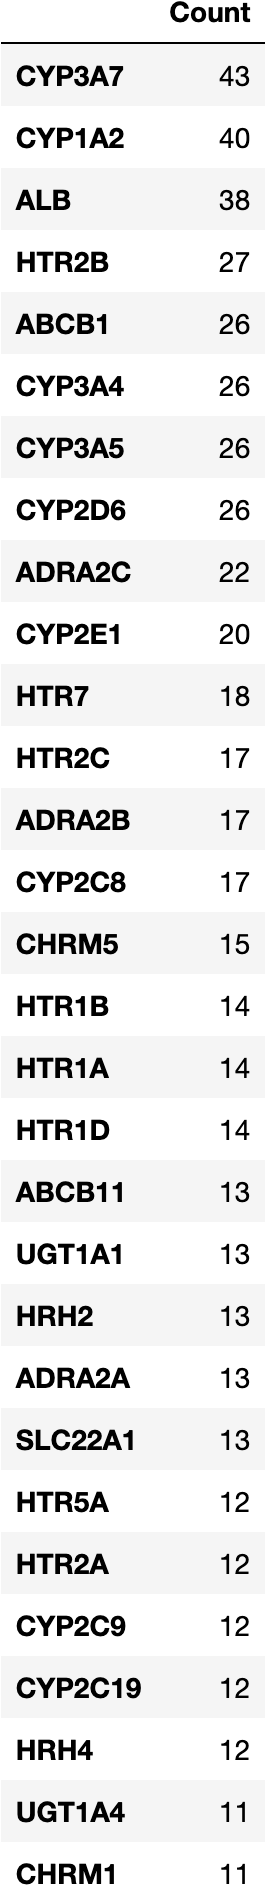 Count
CYP3A7 43
CYP1A2 40
ALB 38
HTR2B 27
ABCB1 26
CYP3A4 26
CYP3A5 26
CYP2D6 26
ADRA2C 22
CYP2E1 20
HTR7 18
HTR2C 17
ADRA2B 17
CYP2C8 17
CHRM5 15
HTR1B 14
HTR1A 14
HTR1D 14
ABCB11 13
UGT1A1 13
HRH2 13
ADRA2A 13
SLC22A1 13
HTR5A 12
HTR2A 12
CYP2C9 12
CYP2C19 12
HRH4 12
UGT1A4 11
CHRM1 11